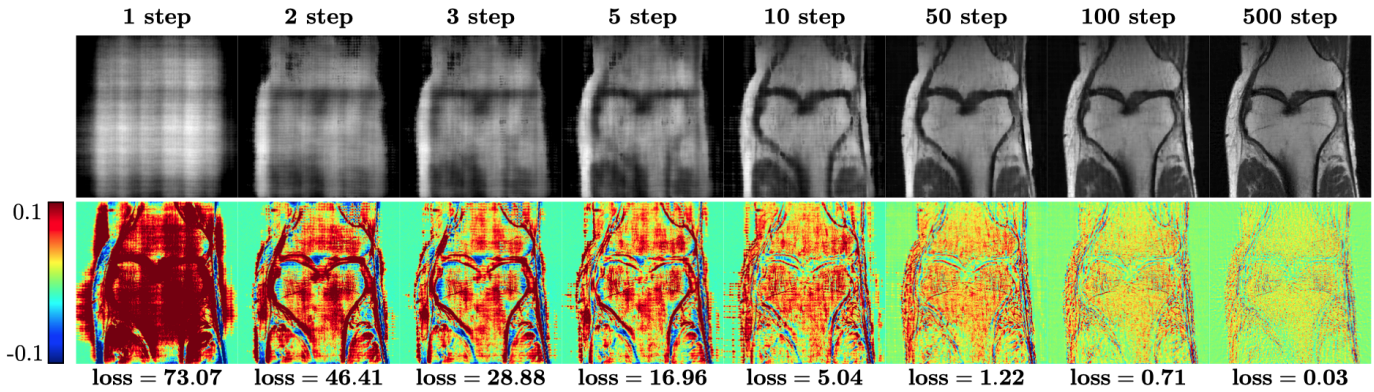 1 step 2 step 3 step 5 step 10 step 50 step 100 step 500 step
0.1
-0.1
loss = 73.07 loss = 46.41 loss = 28.88 loss = 16.96 loss = 5.04 loss = 1.22 loss = 0.71 loss = 0.03